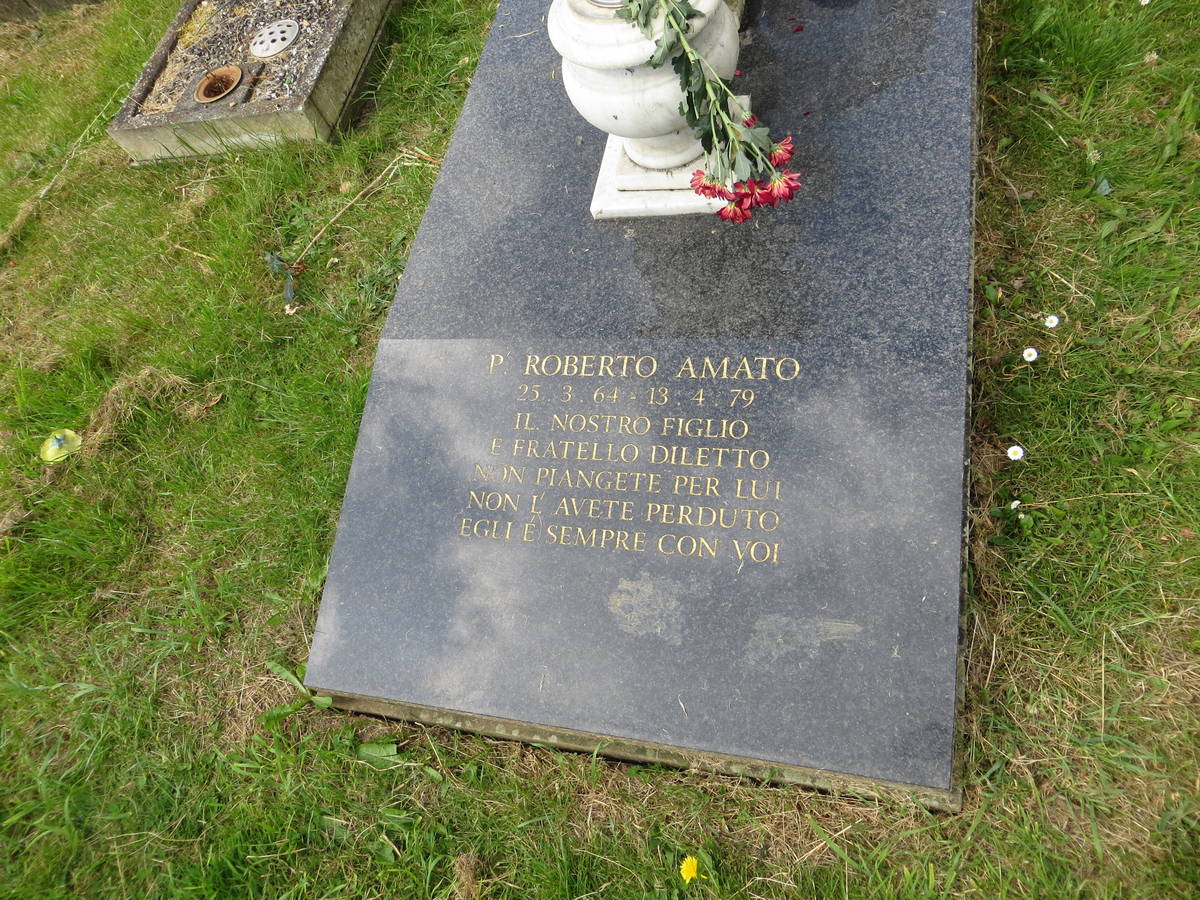 P. ROBERTO AMATO
25.3.64 - 13.4.79
IL NOSTRO FIGLIO
E FRATELLO DILETTO
NON PIANGETE PER LUI
NON L'AVETE PERDUTO
EGLI É SEMPRE CON VOI